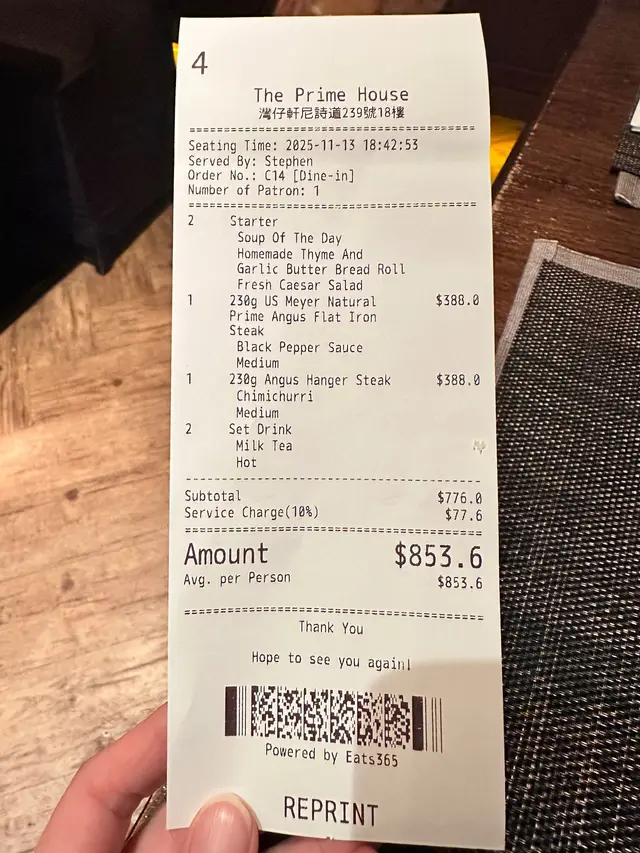 4
The Prime House
灣仔軒尼詩道239號18樓
Seating Time: 2025-11-13 18:42:53
Served By: Stephen
Order No.: C14 [Dine-in]
Number of Patron: 1
2 Starter
Soup Of The Day
Homemade Thyme And
Garlic Butter Bread Roll
Fresh Caesar Salad
1 230g US Meyer Natural $388.0
Prime Angus Flat Iron
Steak
Black Pepper Sauce
Medium
1 230g Angus Hanger Steak $388.0
Chimichurri
Medium
2 Set Drink
Milk Tea
Hot
Subtotal $776.0
Service Charge(10%) $77.6
Amount $853.6
Avg. per Person $853.6
Thank You
Hope to see you again!
Powered by Eats365
REPRINT